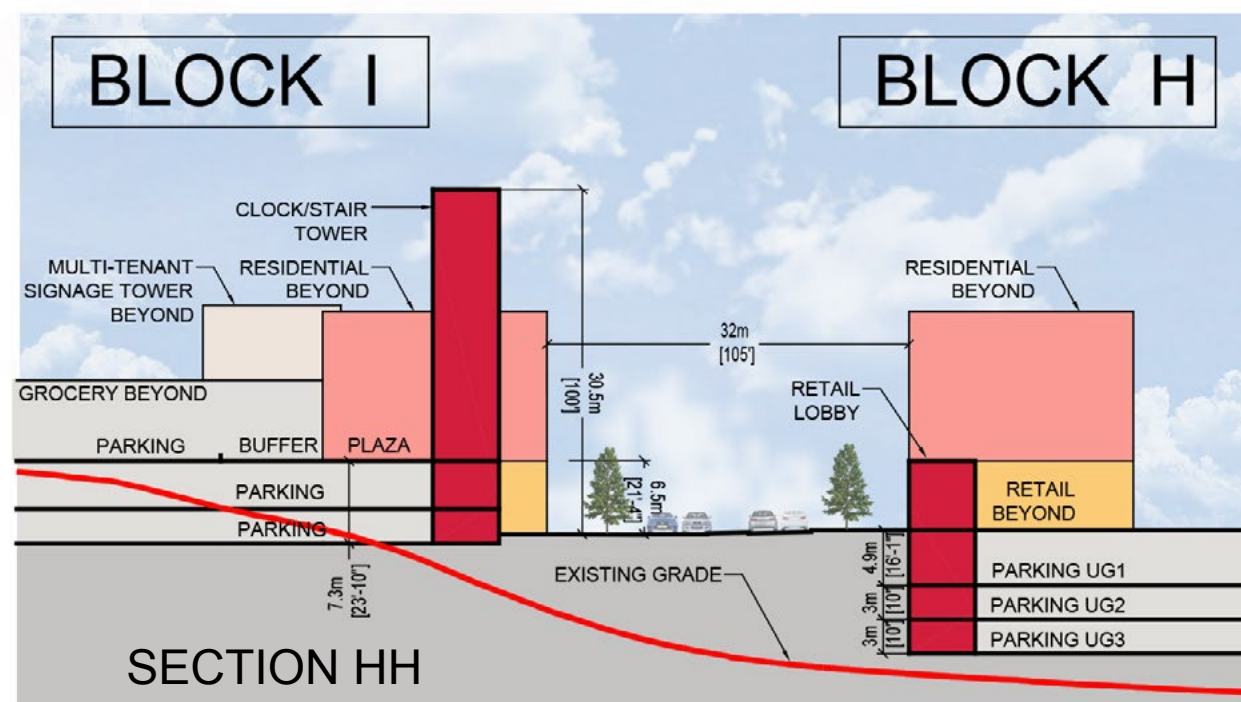 BLOCK I
BLOCK H
CLOCK/STAIR
TOWER
MULTI-TENANT
SIGNAGE TOWER
BEYOND
RESIDENTIAL
BEYOND
RESIDENTIAL
BEYOND
32m
[105']
30.5m
[100']
RETAIL
LOBBY
GROCERY BEYOND
PARKING
BUFFER
PLAZA
PARKING
PARKING
6.5m
[21'-4"]
RETAIL
BEYOND
7.3m
[23'-10"]
EXISTING GRADE
4.9m
[16'-1"]
3m
[10']
3m
[10']
PARKING UG1
PARKING UG2
PARKING UG3
SECTION HH